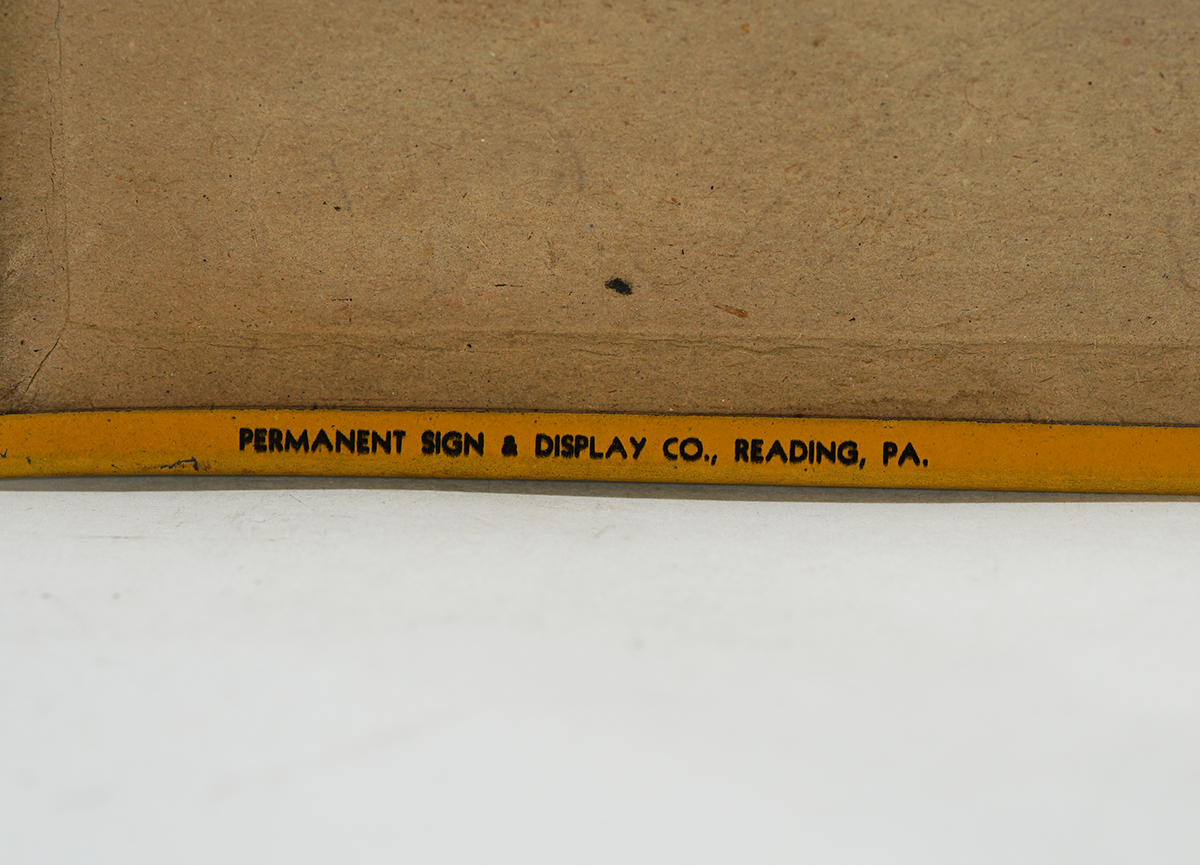 PERMANENT SIGN & DISPLAY CO., READING, PA.